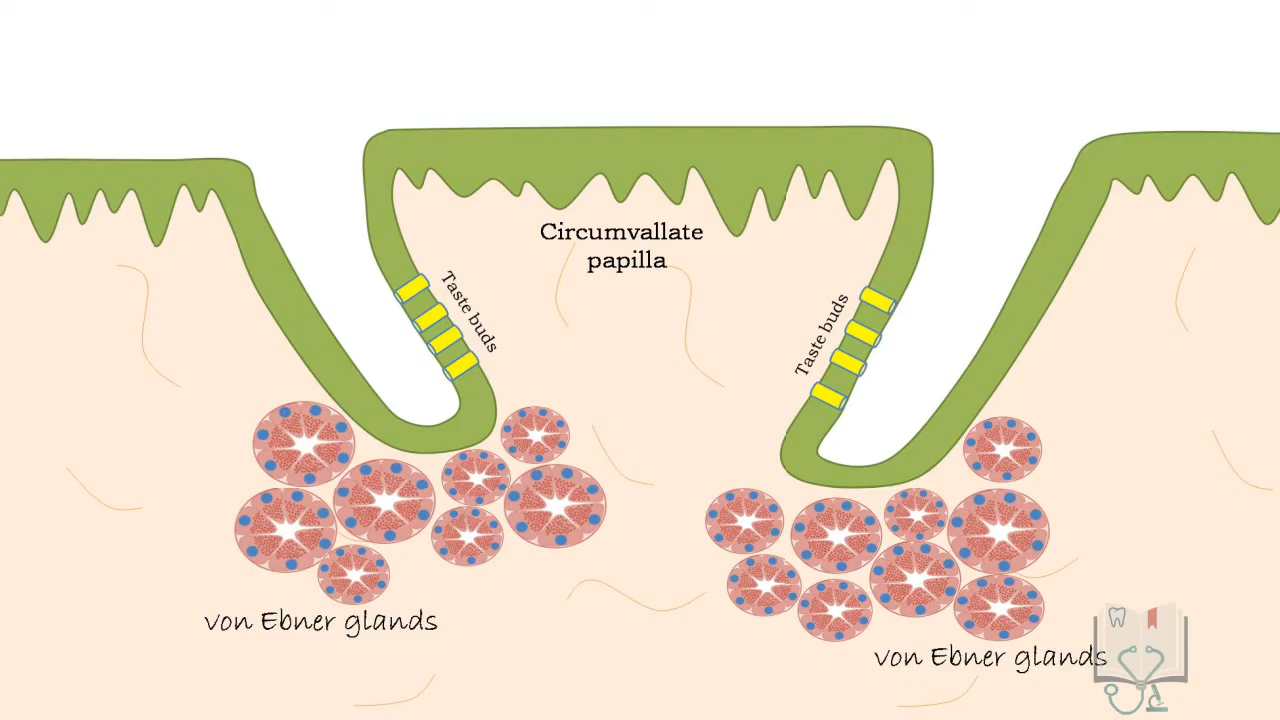 Circumvallate
papilla
Taste buds
Taste buds
von Ebner glands
von Ebner glands